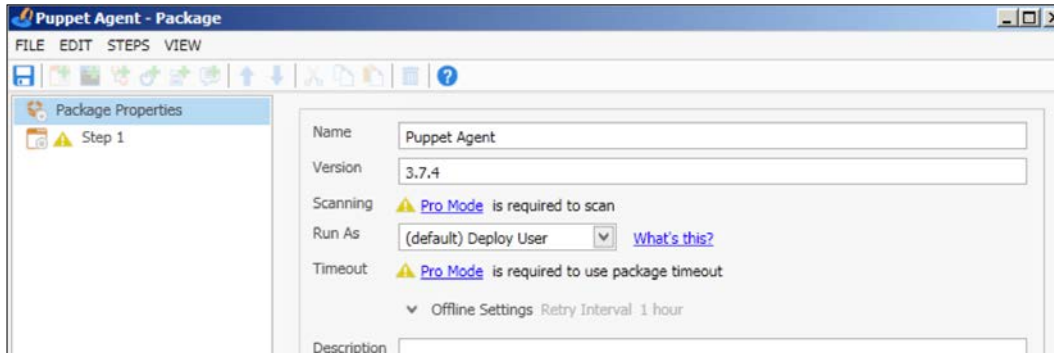 Puppet Agent - Package
FILE EDIT STEPS VIEW
Package Properties
Step 1
Name Puppet Agent
Version 3.7.4
Scanning Pro Mode is required to scan
Run As (default) Deploy User What's this?
Timeout Pro Mode is required to use package timeout
Offline Settings Retry Interval 1 hour
Description